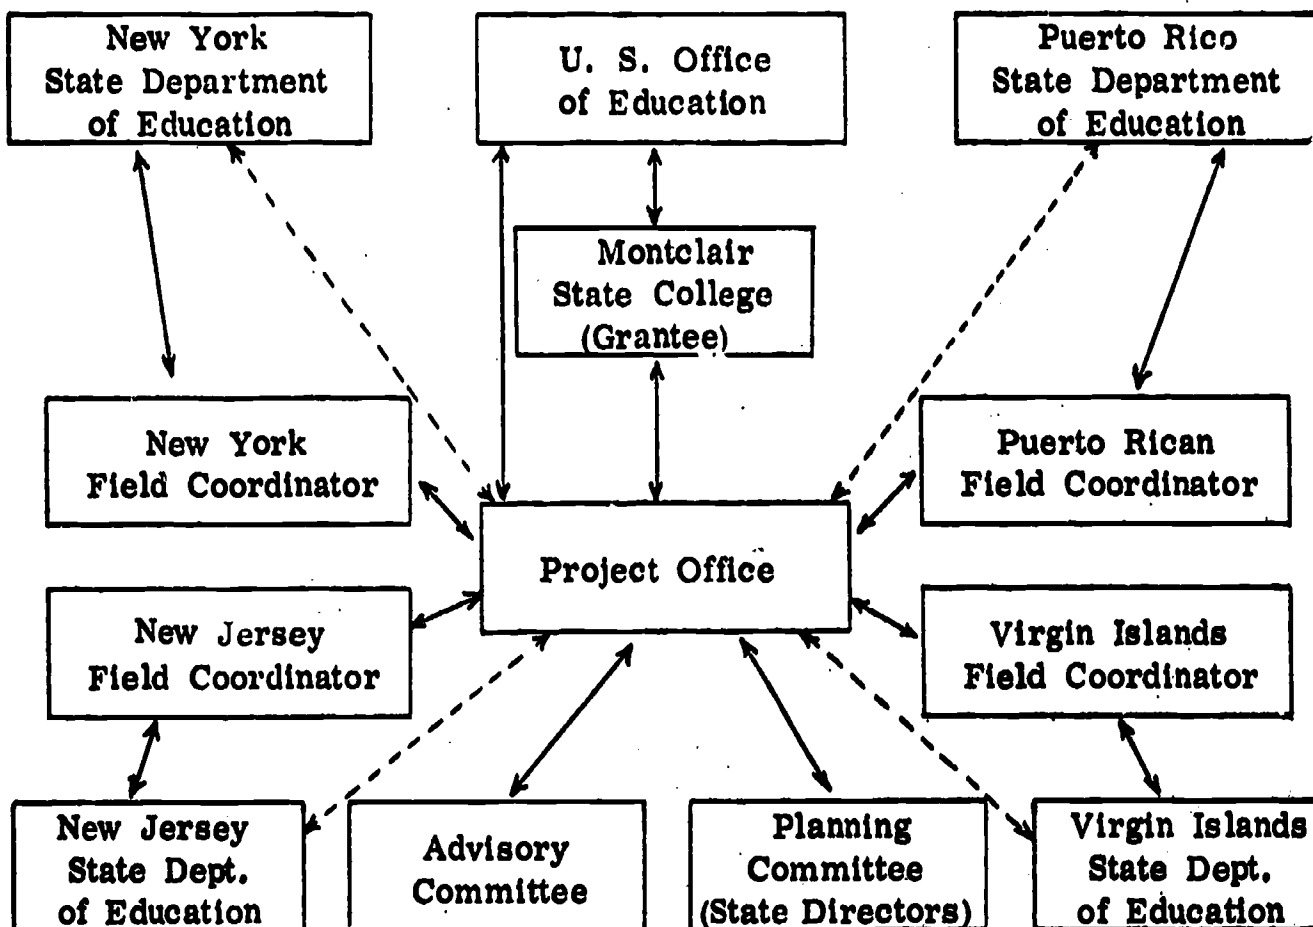 New York
State Department
of Education
U. S. Office
of Education
Puerto Rico
State Department
of Education
Montclair
State College
(Grantee)
New York
Field Coordinator
Puerto Rican
Field Coordinator
Project Office
New Jersey
Field Coordinator
Virgin Islands
Field Coordinator
New Jersey
State Dept.
of Education
Advisory
Committee
Planning
Committee
(State Directors)
Virgin Islands
State Dept.
of Education